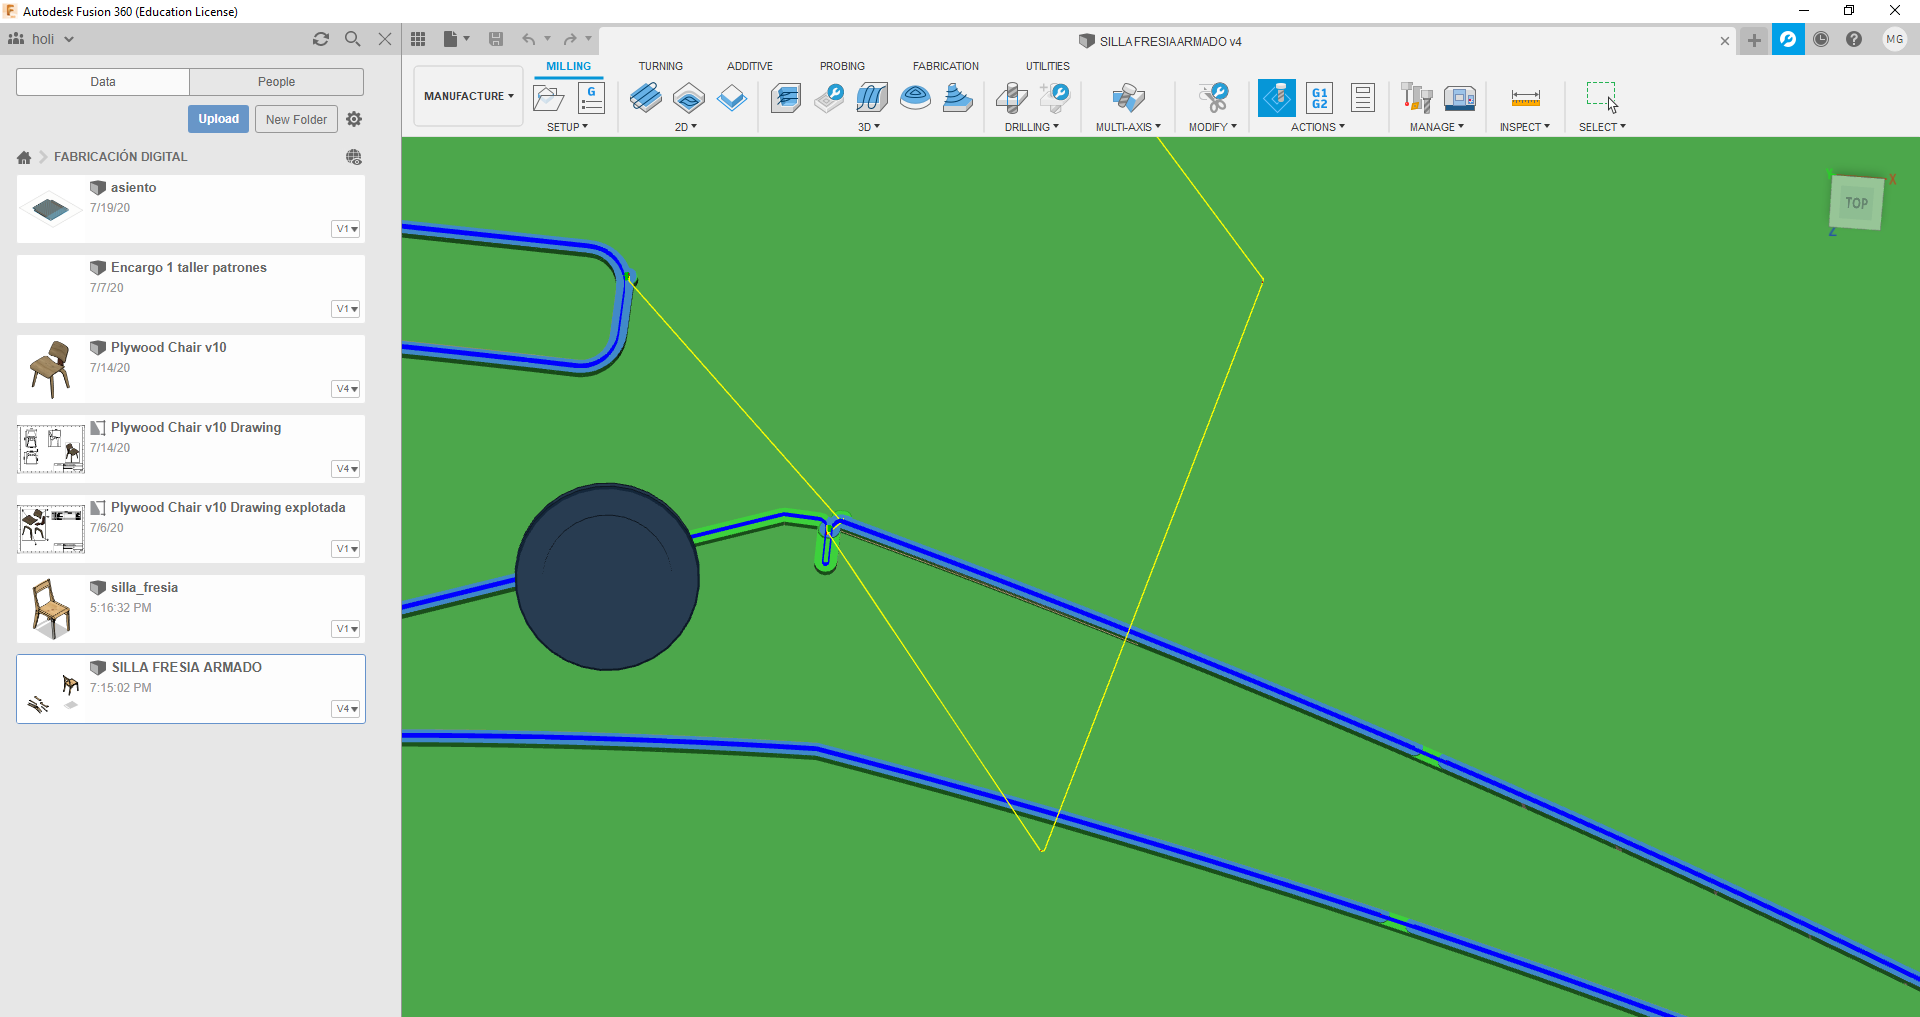 Autodesk Fusion 360 (Education License)
holi
SILLA FRESIA ARMADO v4
MG
Data
People
Upload
New Folder
FABRICACIÓN DIGITAL
asiento
7/19/20
V1
Encargo 1 taller patrones
7/7/20
V1
Plywood Chair v10
7/14/20
V4
Plywood Chair v10 Drawing
7/14/20
V4
Plywood Chair v10 Drawing explotada
7/6/20
V1
silla_fresia
5:16:32 PM
V1
SILLA FRESIA ARMADO
7:15:02 PM
V4
MILLING
TURNING
ADDITIVE
PROBING
FABRICATION
UTILITIES
MANUFACTURE
G
G1
G2
SETUP
2D
3D
DRILLING
MULTI-AXIS
MODIFY
ACTIONS
MANAGE
INSPECT
SELECT
X
TOP
Z